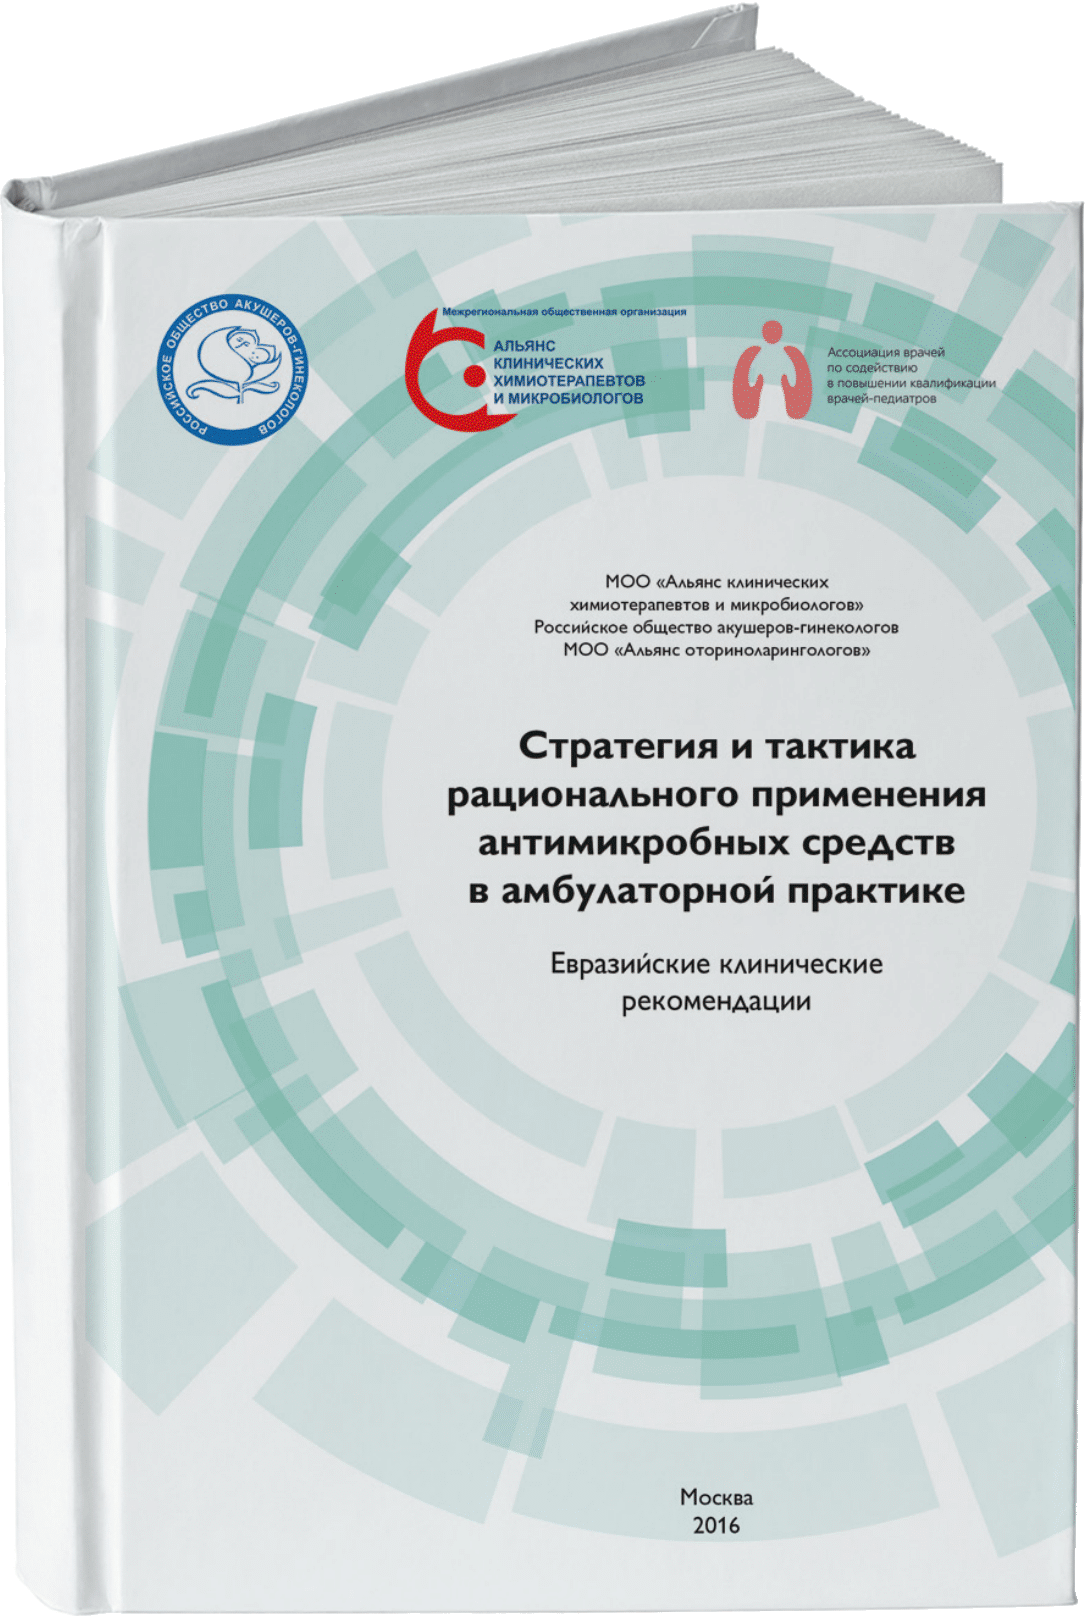 РОССИЙСКОЕ ОБЩЕСТВО АКУШЕРОВ-ГИНЕКОЛОГОВ
Межрегиональная общественная организация
АЛЬЯНС
КЛИНИЧЕСКИХ
ХИМИОТЕРАПЕВТОВ
И МИКРОБИОЛОГОВ
Ассоциация врачей
по содействию
в повышении квалификации
врачей-педиатров
МОО «Альянс клинических
химиотерапевтов и микробиологов»
Российское общество акушеров-гинекологов
МОО «Альянс оториноларингологов»
Стратегия и тактика
рационального применения
антимикробных средств
в амбулаторной практике
Евразийские клинические
рекомендации
Москва
2016